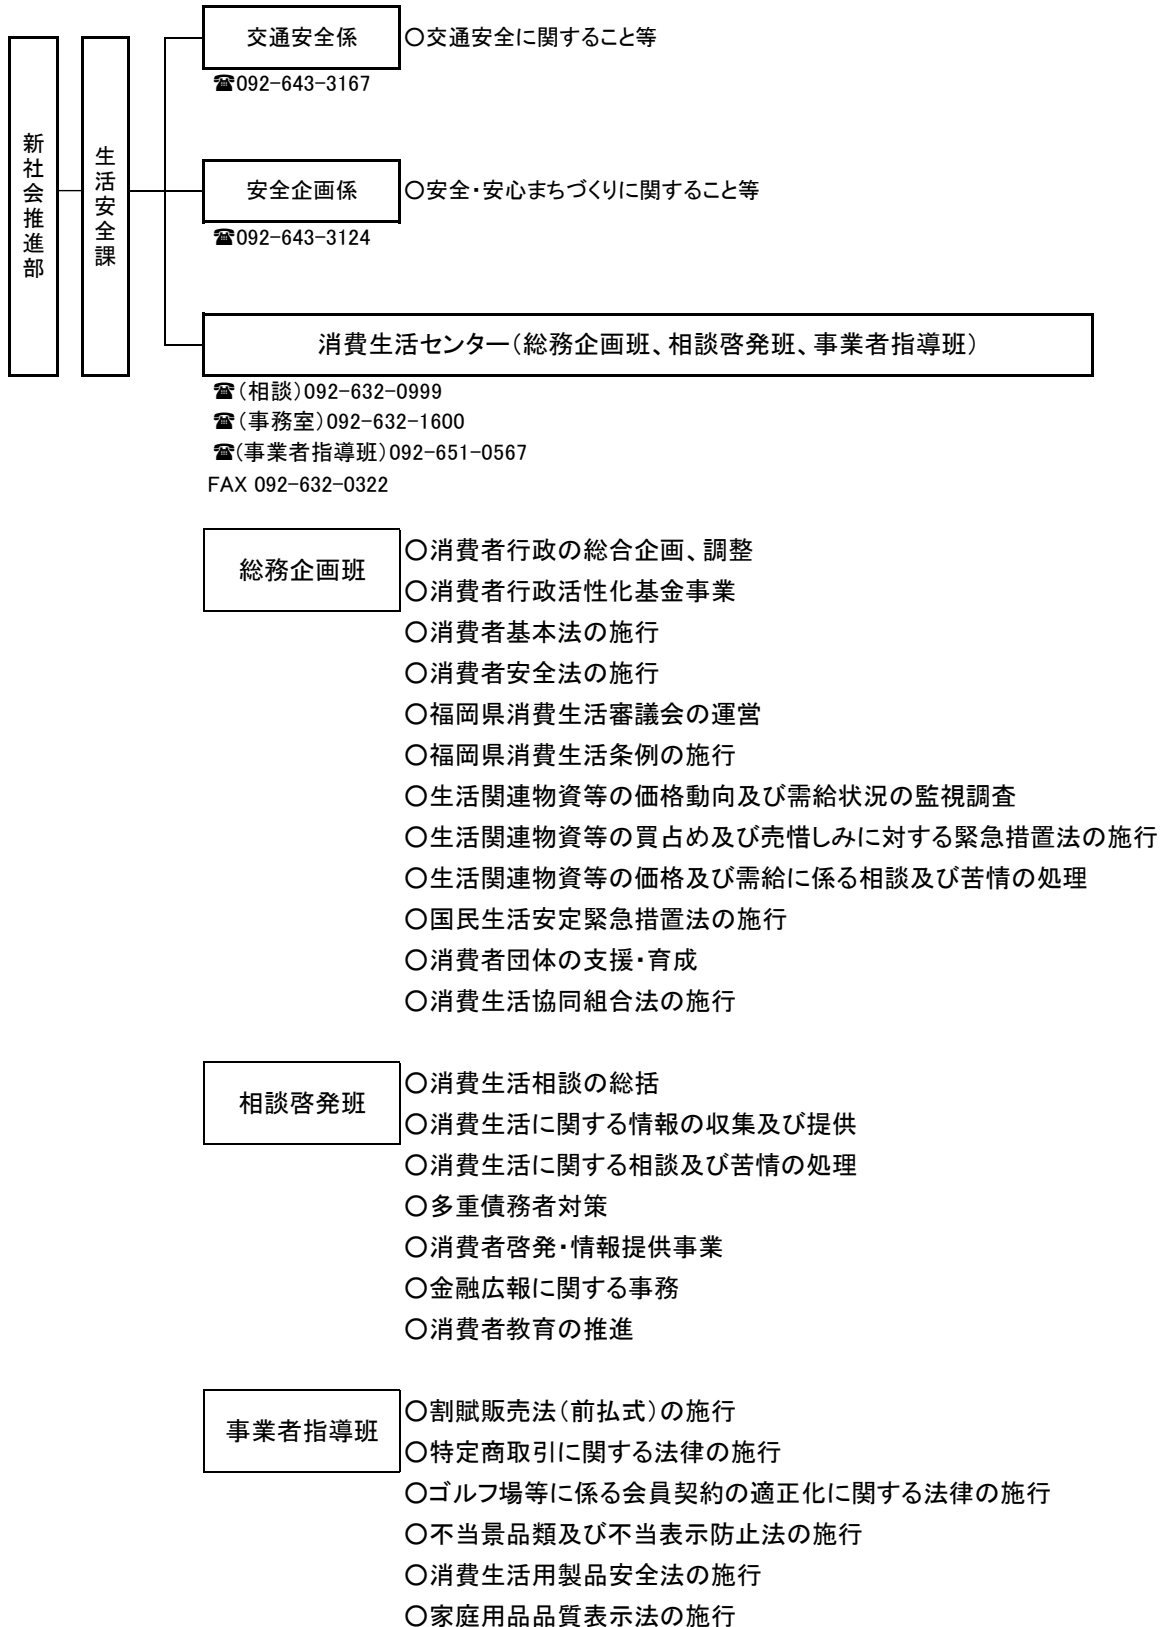 新社会推進部
生活安全課
交通安全係
○交通安全に関すること等
☎092-643-3167
安全企画係
○安全・安心まちづくりに関すること等
☎092-643-3124
消費生活センター(総務企画班、相談啓発班、事業者指導班)
☎(相談)092-632-0999
☎(事務室)092-632-1600
☎(事業者指導班)092-651-0567
FAX 092-632-0322
総務企画班
○消費者行政の総合企画、調整
○消費者行政活性化基金事業
○消費者基本法の施行
○消費者安全法の施行
○福岡県消費生活審議会の運営
○福岡県消費生活条例の施行
○生活関連物資等の価格動向及び需給状況の監視調査
○生活関連物資等の買占め及び売惜しみに対する緊急措置法の施行
○生活関連物資等の価格及び需給に係る相談及び苦情の処理
○国民生活安定緊急措置法の施行
○消費者団体の支援・育成
○消費生活協同組合法の施行
相談啓発班
○消費生活相談の総括
○消費生活に関する情報の収集及び提供
○消費生活に関する相談及び苦情の処理
○多重債務者対策
○消費者啓発・情報提供事業
○金融広報に関する事務
○消費者教育の推進
事業者指導班
○割賦販売法(前払式)の施行
○特定商取引に関する法律の施行
○ゴルフ場等に係る会員契約の適正化に関する法律の施行
○不当景品類及び不当表示防止法の施行
○消費生活用製品安全法の施行
○家庭用品品質表示法の施行